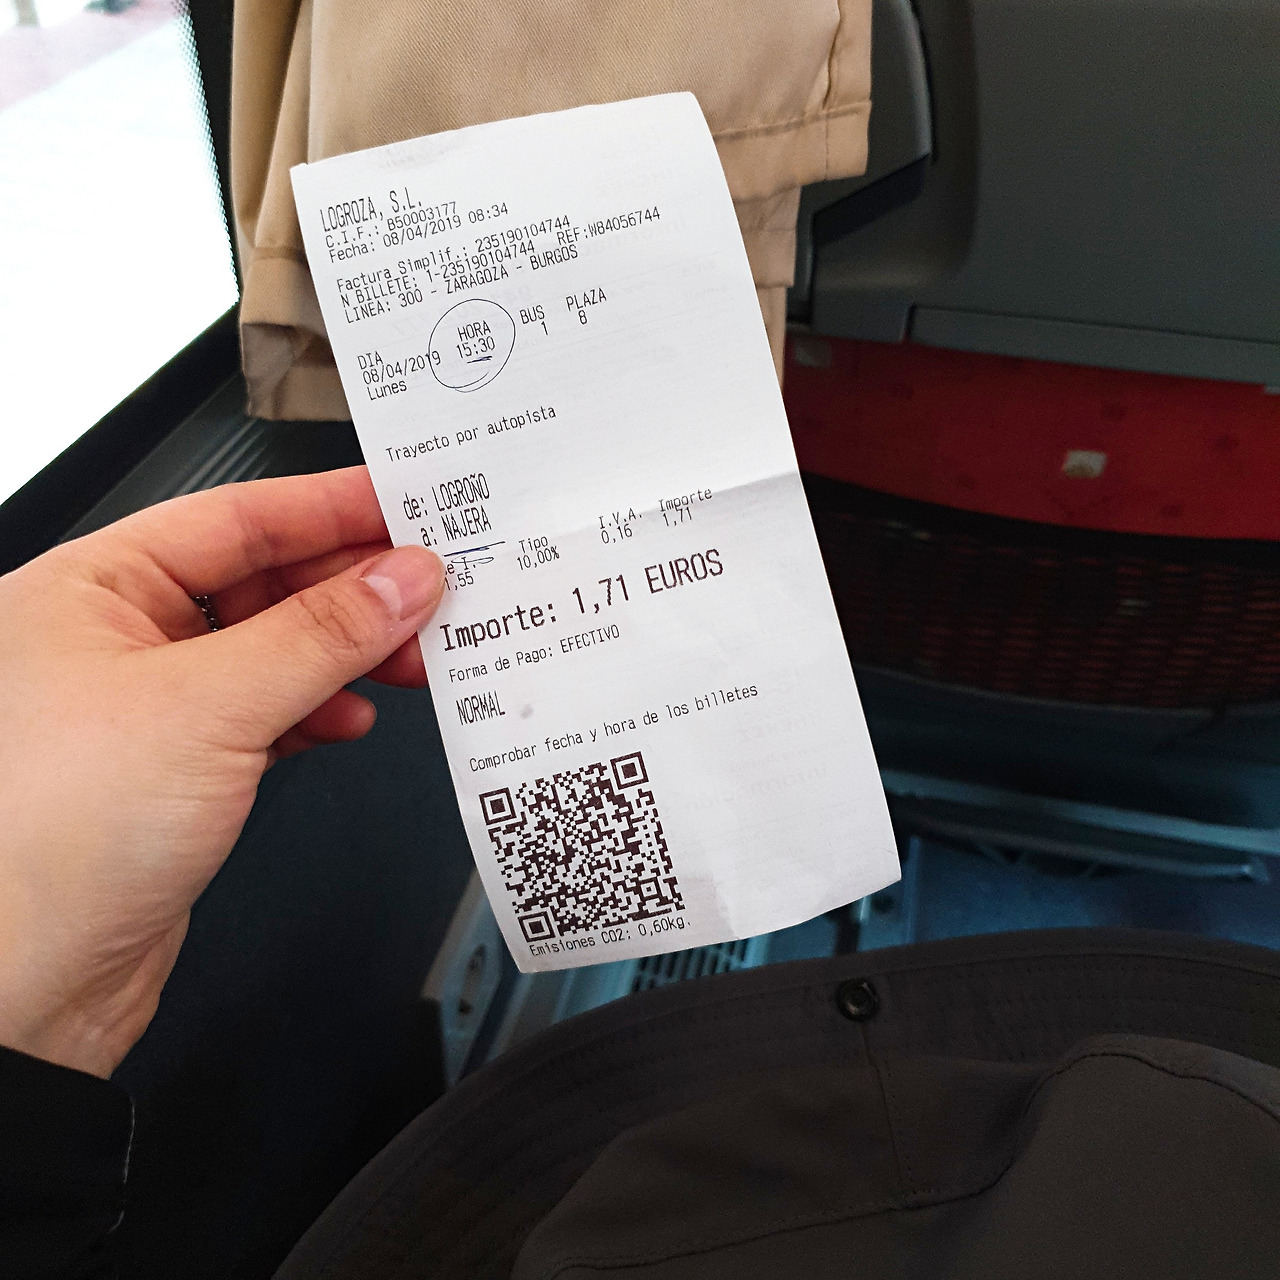 LOGROZA, S.L.
C.I.F.: B50003177
Fecha: 08/04/2019 08:34
Factura Simplif.: 235190104744
N BILLETE: 1-235190104744 REF:W84056744
LINEA: 300 - ZARAGOZA - BURGOS
DIA HORA BUS PLAZA
08/04/2019 15:30 1 8
Lunes
Trayecto por autopista
de: LOGROÑO
a: NAJERA
Tipo I.V.A. Importe
1,55 10,00% 0,16 1,71
Importe: 1,71 EUROS
Forma de Pago: EFECTIVO
NORMAL
Comprobar fecha y hora de los billetes
Emisiones CO2: 0,60kg.